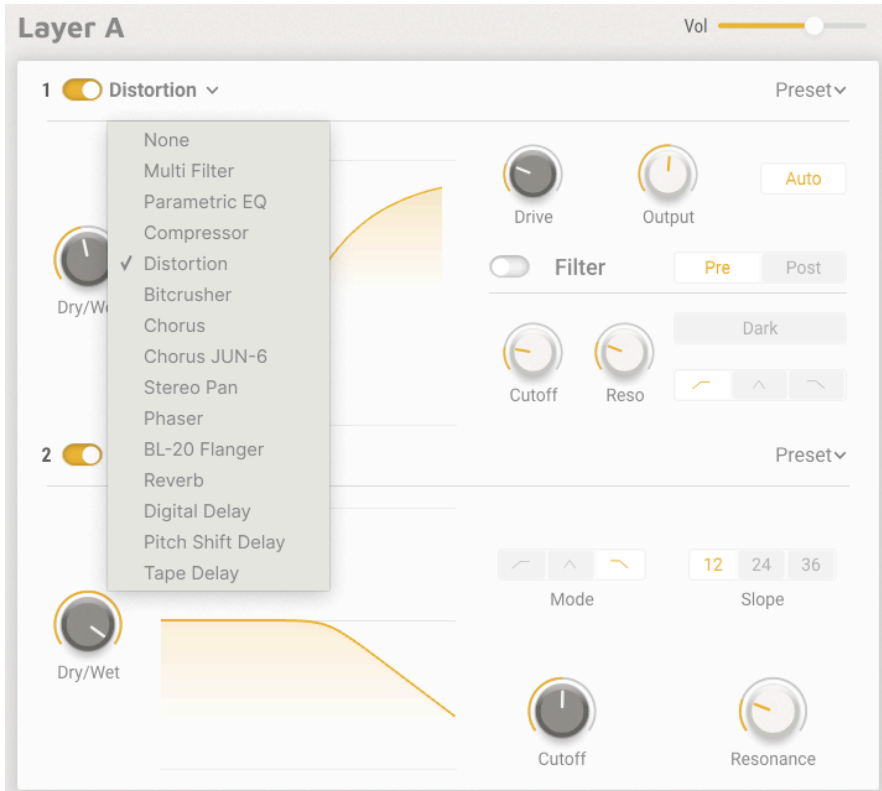 Layer A
Vol
1 Distortion
Preset
None
Multi Filter
Parametric EQ
Compressor
✓ Distortion
Bitcrusher
Chorus
Chorus JUN-6
Stereo Pan
Phaser
BL-20 Flanger
Reverb
Digital Delay
Pitch Shift Delay
Tape Delay
Dry/We
Drive
Output
Auto
Filter
Pre
Post
Cutoff
Reso
Dark
2
Preset
Dry/Wet
Mode
12 24 36
Slope
Cutoff
Resonance